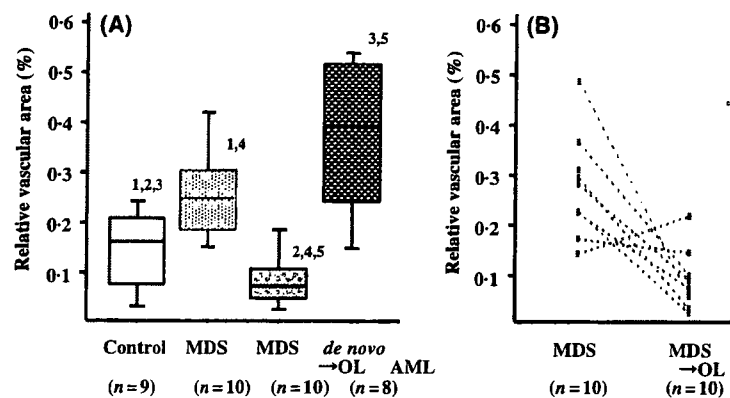 (A)
Relative vascular area (%)
0·6
0·5
0·4
0·3
0·2
0·1
1,2,3
1,4
2,4,5
3,5
Control MDS MDS de novo
→OL AML
(n=9) (n=10) (n=10) (n=8)
(B)
Relative vascular area (%)
0·5
0·4
0·3
0·2
0·1
MDS MDS
→OL
(n=10) (n=10)